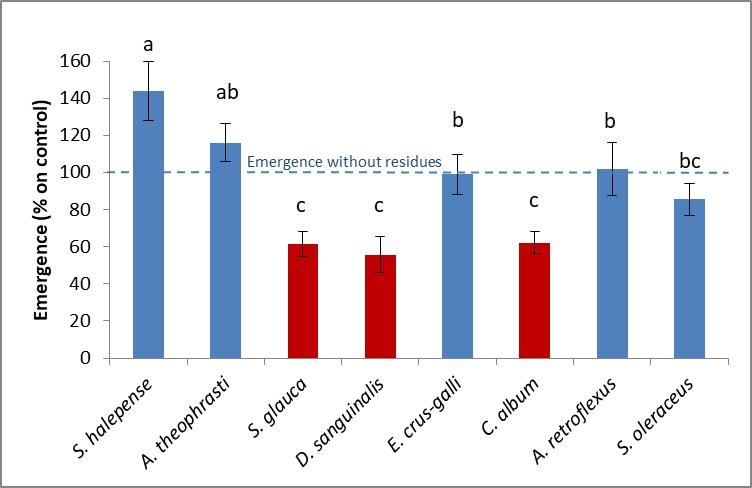 Emergence (% on control)
160
140
120
100
80
60
40
20
0
a
ab
c
c
b
c
b
bc
Emergence without residues
S. halepense
A. theophrasti
S. glauca
D. sanguinalis
E. crus-galli
C. album
A. retroflexus
S. oleraceus